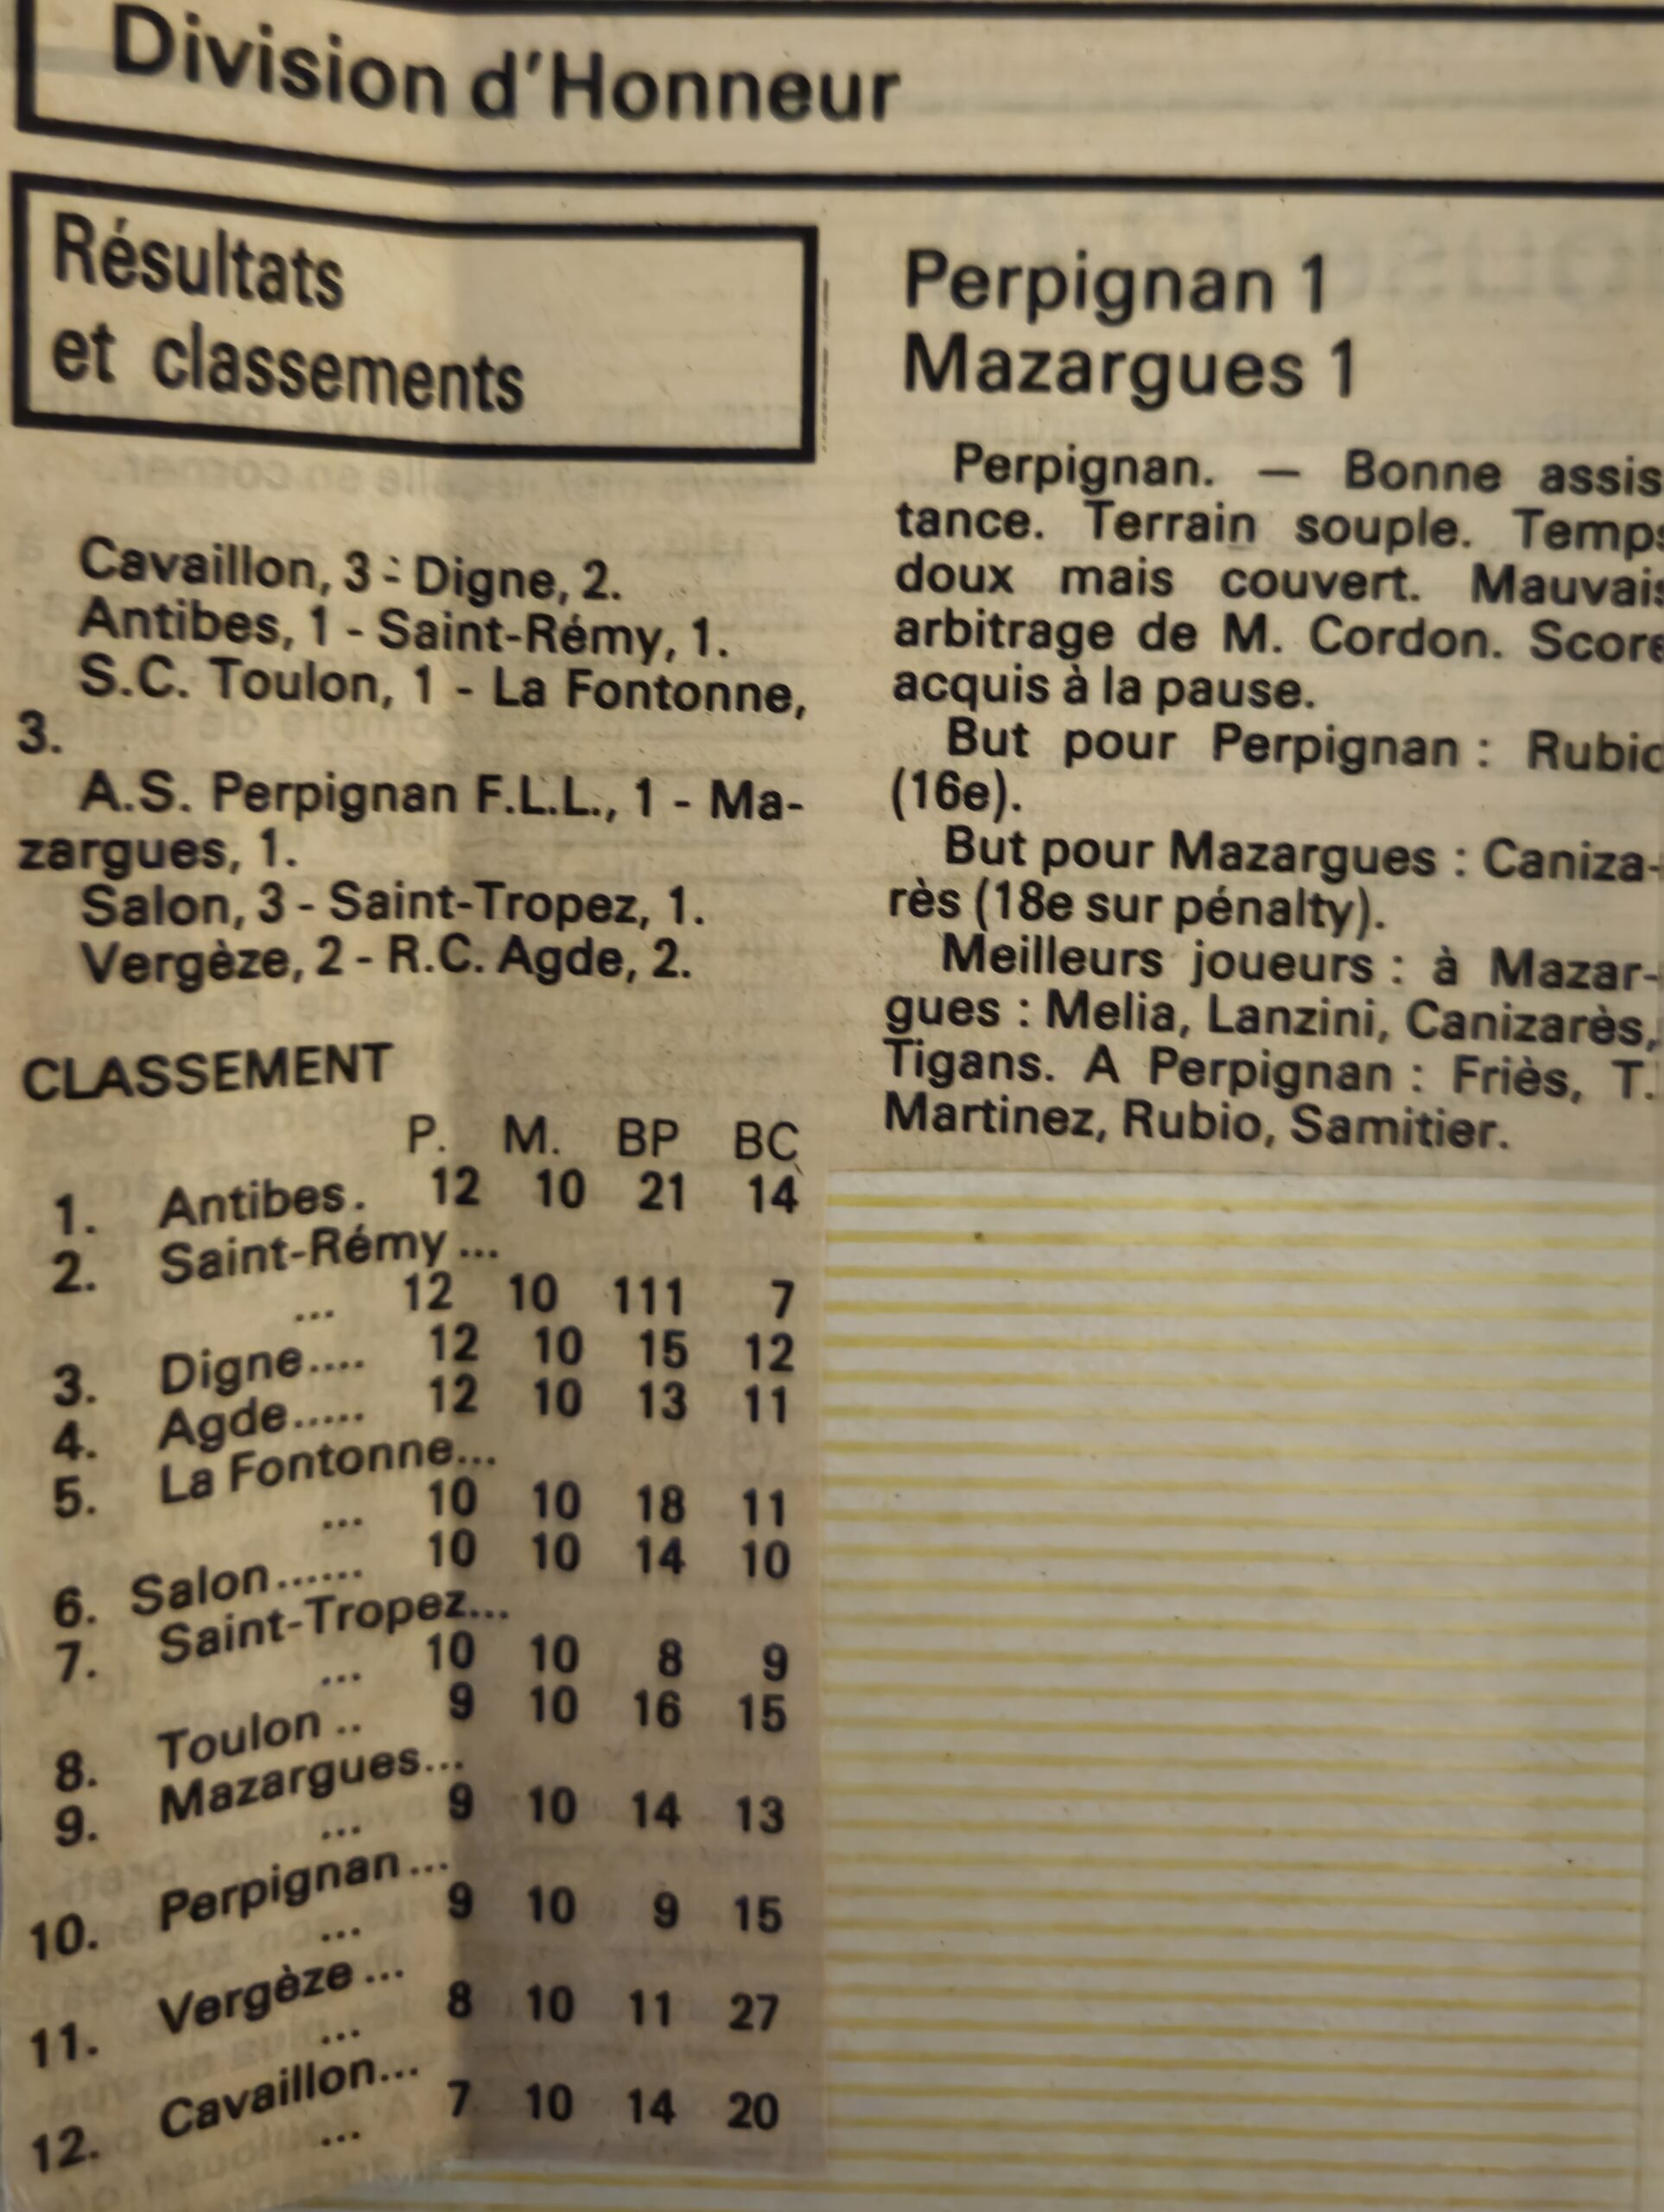 Division d'Honneur
Résultats
et classements
Cavaillon, 3 - Digne, 2.
Antibes, 1 - Saint-Rémy, 1.
S.C. Toulon, 1 - La Fontonne,
3.
A.S. Perpignan F.L.L., 1 - Ma-
zargues, 1.
Salon, 3 - Saint-Tropez, 1.
Vergèze, 2 - R.C. Agde, 2.
CLASSEMENT
P. M. BP BC
1. Antibes. 12 10 21 14
2. Saint-Rémy ...
... 12 10 111 7
3. Digne.... 12 10 15 12
4. Agde..... 12 10 13 11
5. La Fontonne...
... 10 10 18 11
6. Salon...... 10 10 14 10
7. Saint-Tropez...
... 10 10 8 9
8. Toulon .. 9 10 16 15
9. Mazargues...
... 9 10 14 13
10. Perpignan ...
... 9 10 9 15
11. Vergèze ...
... 8 10 11 27
12. Cavaillon...
... 7 10 14 20
Perpignan 1
Mazargues 1
Perpignan. — Bonne assis
tance. Terrain souple. Temps
doux mais couvert. Mauvais
arbitrage de M. Cordon. Score
acquis à la pause.
But pour Perpignan : Rubio
(16e).
But pour Mazargues : Caniza-
rès (18e sur pénalty).
Meilleurs joueurs : à Mazar-
gues : Melia, Lanzini, Canizarès,
Tigans. A Perpignan : Friès, T.
Martinez, Rubio, Samitier.